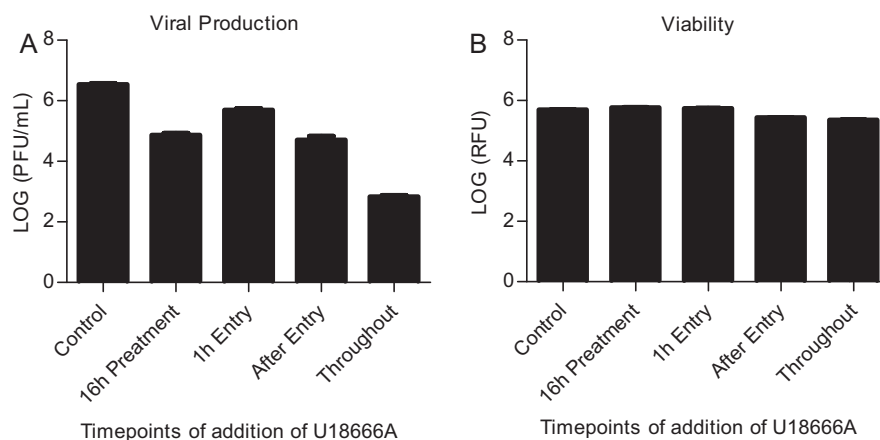 A
Viral Production
8
6
4
2
0
LOG (PFU/mL)
Control
16h Preatment
1h Entry
After Entry
Throughout
Timepoints of addition of U18666A
B
Viability
8
6
4
2
0
LOG (RFU)
Control
16h Preatment
1h Entry
After Entry
Throughout
Timepoints of addition of U18666A